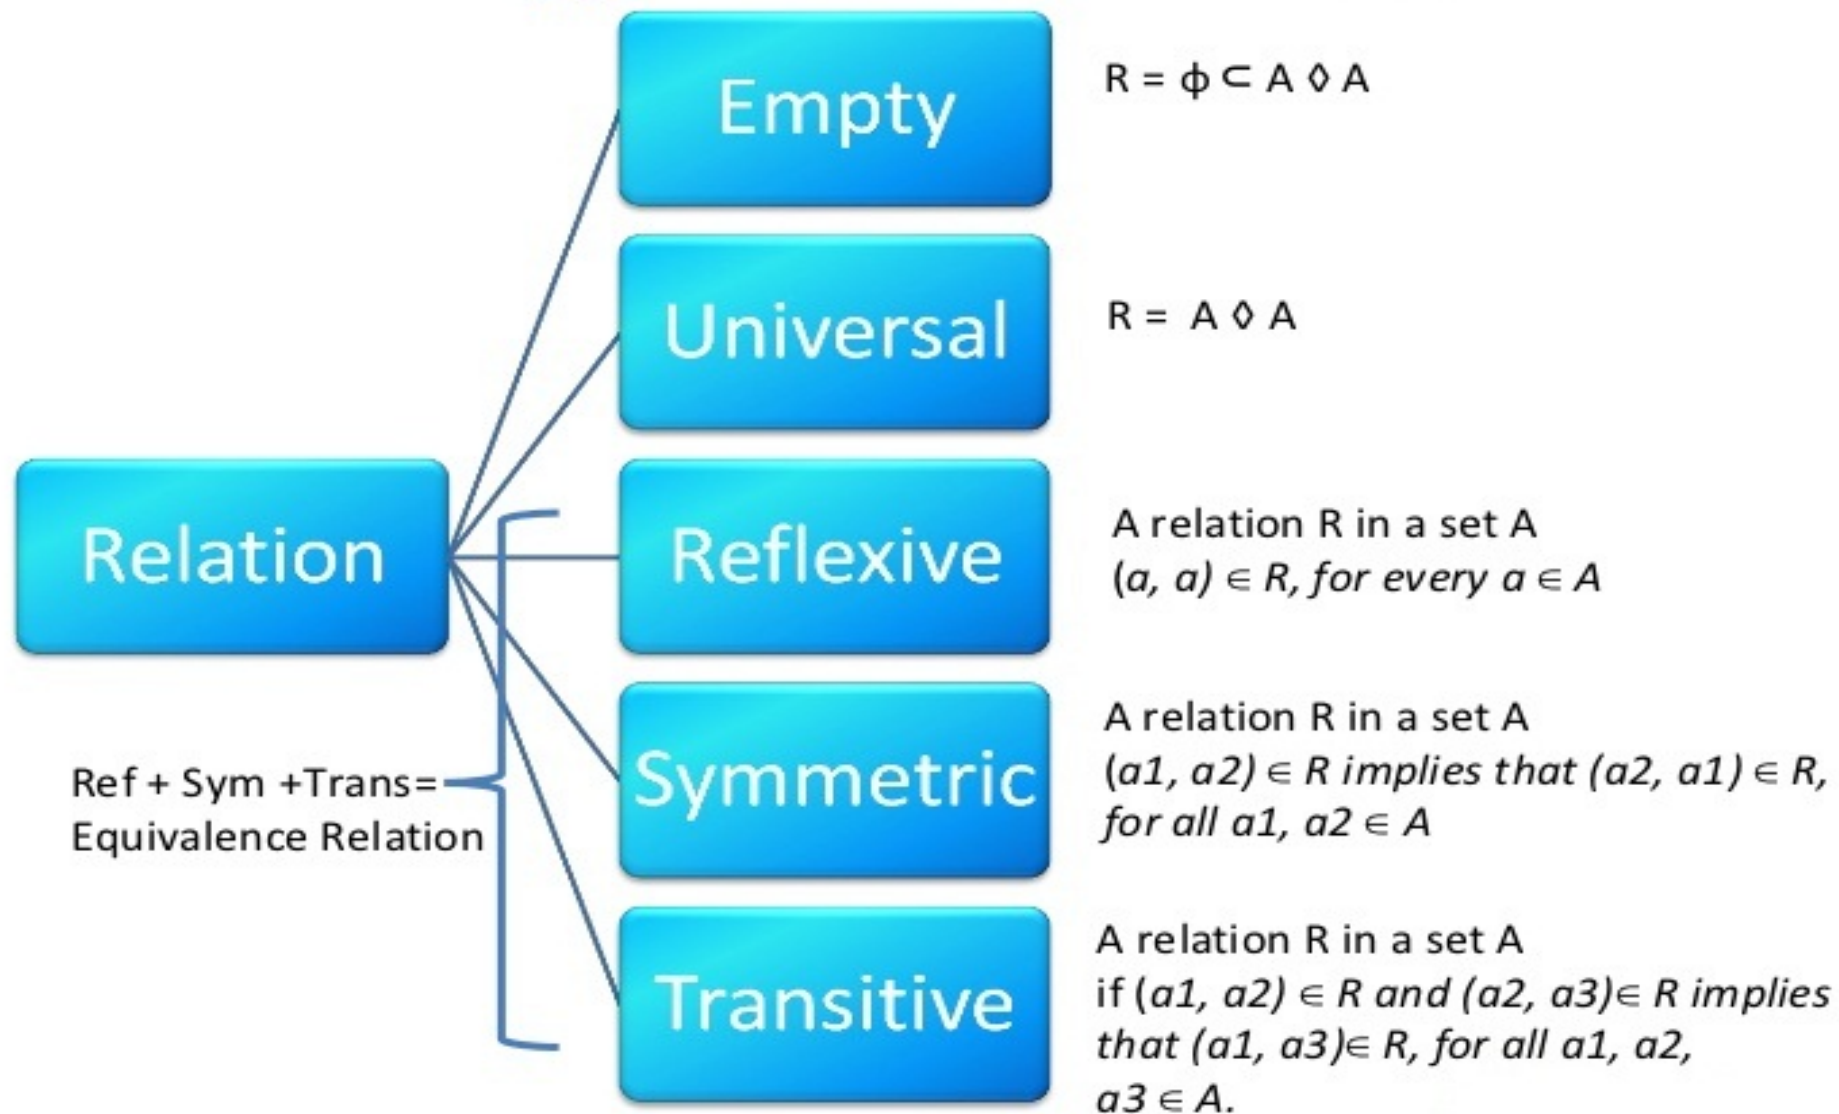 Empty
R = ϕ ⊂ A ◊ A
Universal
R = A ◊ A
Relation
Reflexive
A relation R in a set A
(a, a) ∈ R, for every a ∈ A
Symmetric
A relation R in a set A
(a1, a2) ∈ R implies that (a2, a1) ∈ R,
for all a1, a2 ∈ A
Ref + Sym +Trans=
Equivalence Relation
Transitive
A relation R in a set A
if (a1, a2) ∈ R and (a2, a3)∈ R implies
that (a1, a3)∈ R, for all a1, a2,
a3 ∈ A.